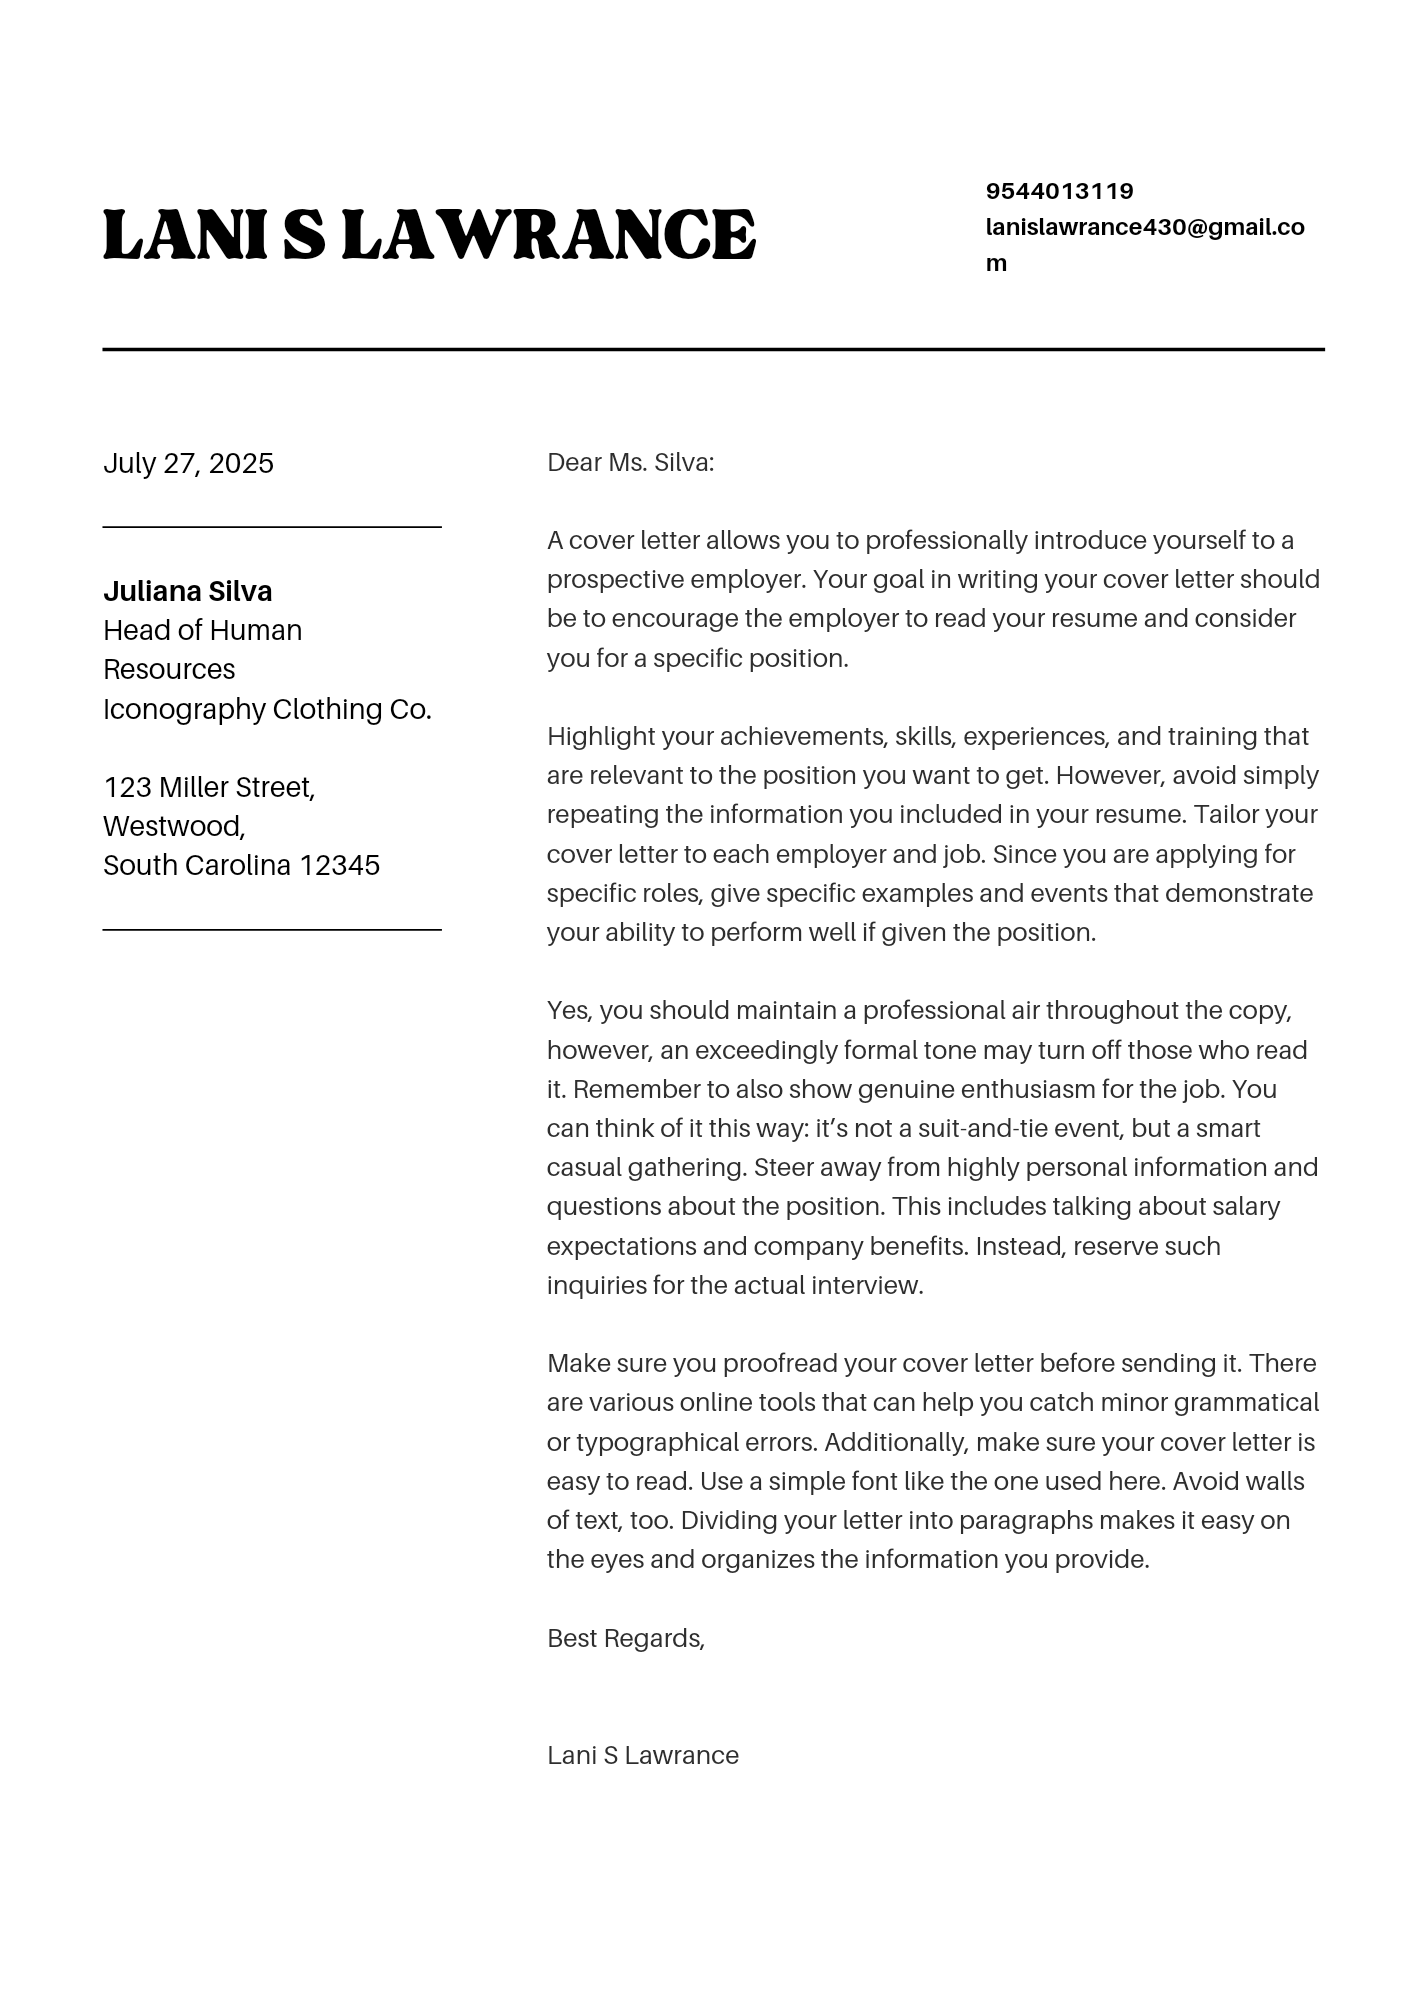 LANI S LAWRANCE
9544013119
lanislawrance430@gmail.co
m
July 27, 2025
Juliana Silva
Head of Human
Resources
Iconography Clothing Co.
123 Miller Street,
Westwood,
South Carolina 12345
Dear Ms. Silva:
A cover letter allows you to professionally introduce yourself to a
prospective employer. Your goal in writing your cover letter should
be to encourage the employer to read your resume and consider
you for a specific position.
Highlight your achievements, skills, experiences, and training that
are relevant to the position you want to get. However, avoid simply
repeating the information you included in your resume. Tailor your
cover letter to each employer and job. Since you are applying for
specific roles, give specific examples and events that demonstrate
your ability to perform well if given the position.
Yes, you should maintain a professional air throughout the copy,
however, an exceedingly formal tone may turn off those who read
it. Remember to also show genuine enthusiasm for the job. You
can think of it this way: it’s not a suit-and-tie event, but a smart
casual gathering. Steer away from highly personal information and
questions about the position. This includes talking about salary
expectations and company benefits. Instead, reserve such
inquiries for the actual interview.
Make sure you proofread your cover letter before sending it. There
are various online tools that can help you catch minor grammatical
or typographical errors. Additionally, make sure your cover letter is
easy to read. Use a simple font like the one used here. Avoid walls
of text, too. Dividing your letter into paragraphs makes it easy on
the eyes and organizes the information you provide.
Best Regards,
Lani S Lawrance